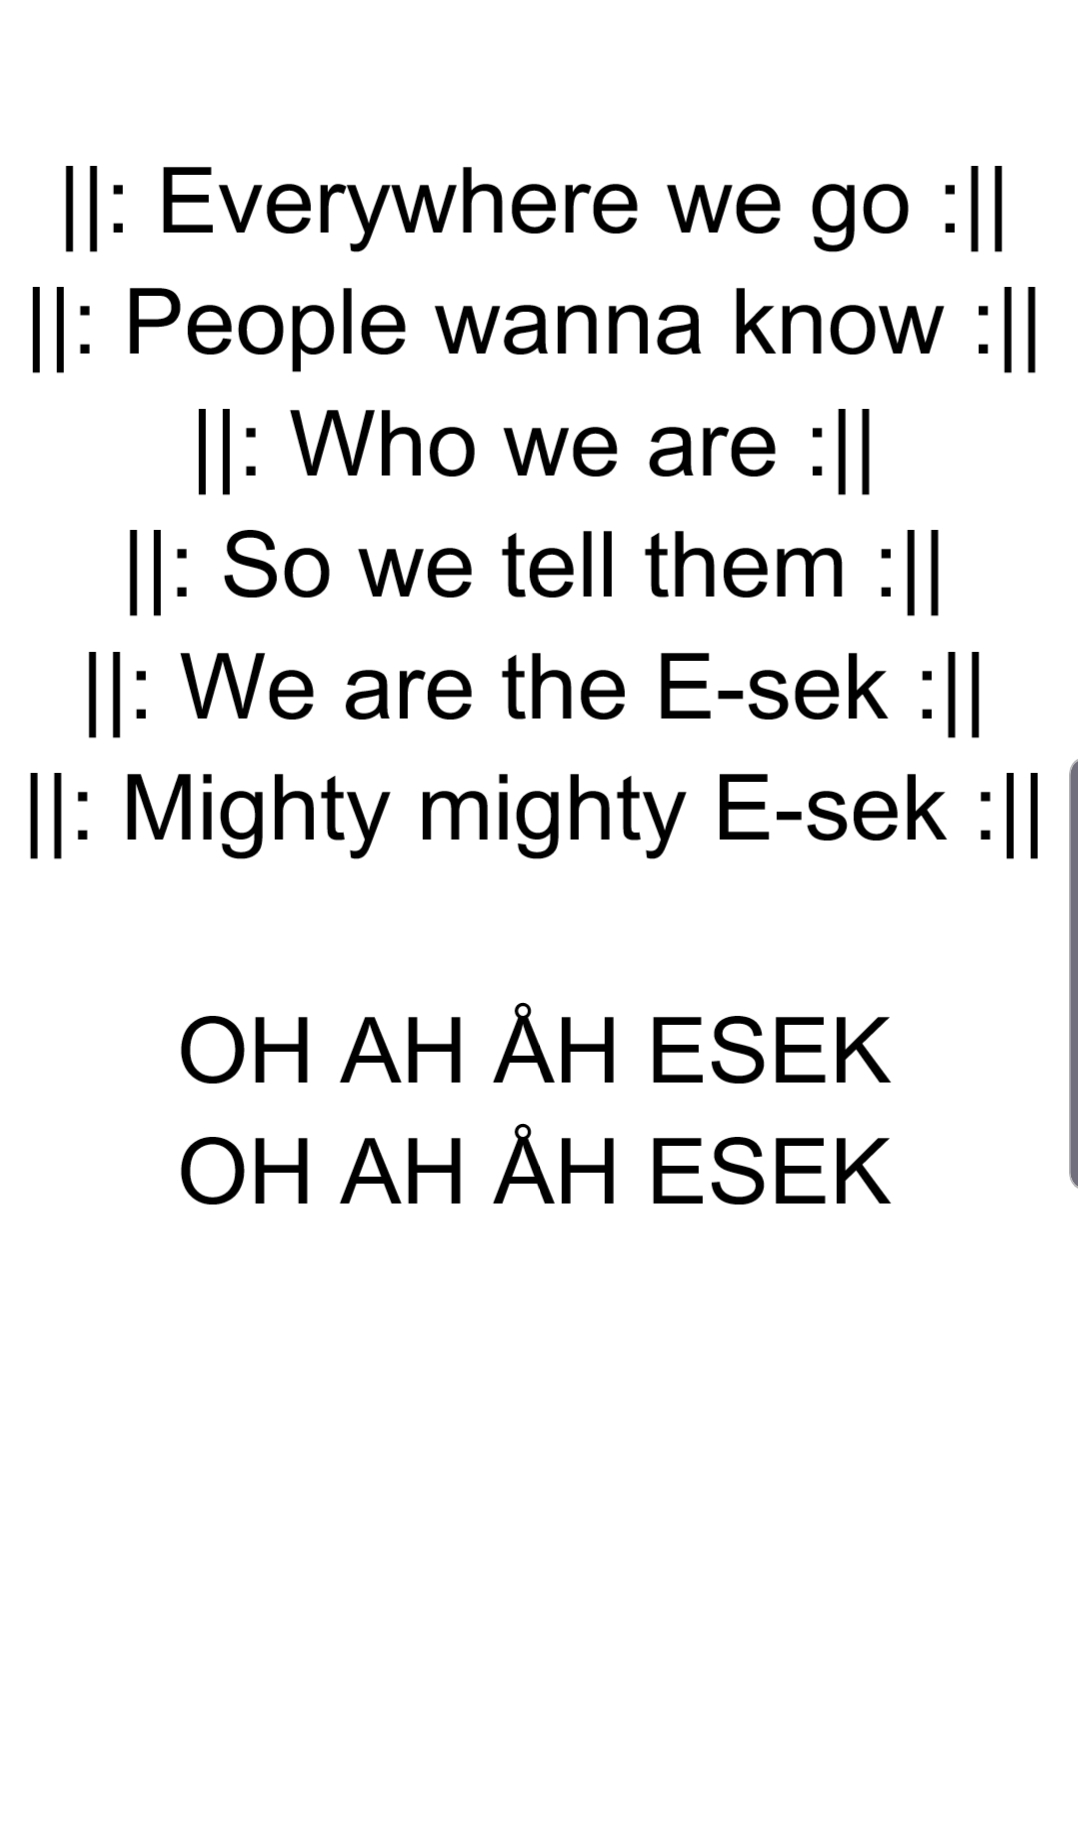 ||: Everywhere we go :||
||: People wanna know :||
||: Who we are :||
||: So we tell them :||
||: We are the E-sek :||
||: Mighty mighty E-sek :||
OH AH ÅH ESEK
OH AH ÅH ESEK